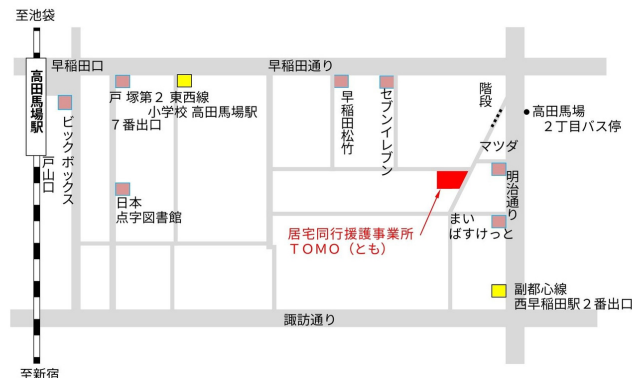 至池袋
早稲田口
早稲田通り
高田馬場駅
戸山口
ビックボックス
戸塚第２ 東西線
小学校 高田馬場駅
７番出口
早稲田松竹
セブンイレブン
階段
高田馬場
２丁目バス停
マツダ
明治通り
日本
点字図書館
居宅同行援護事業所
ＴＯＭＯ（とも）
まい
ばすけっと
副都心線
西早稲田駅２番出口
諏訪通り
至新宿